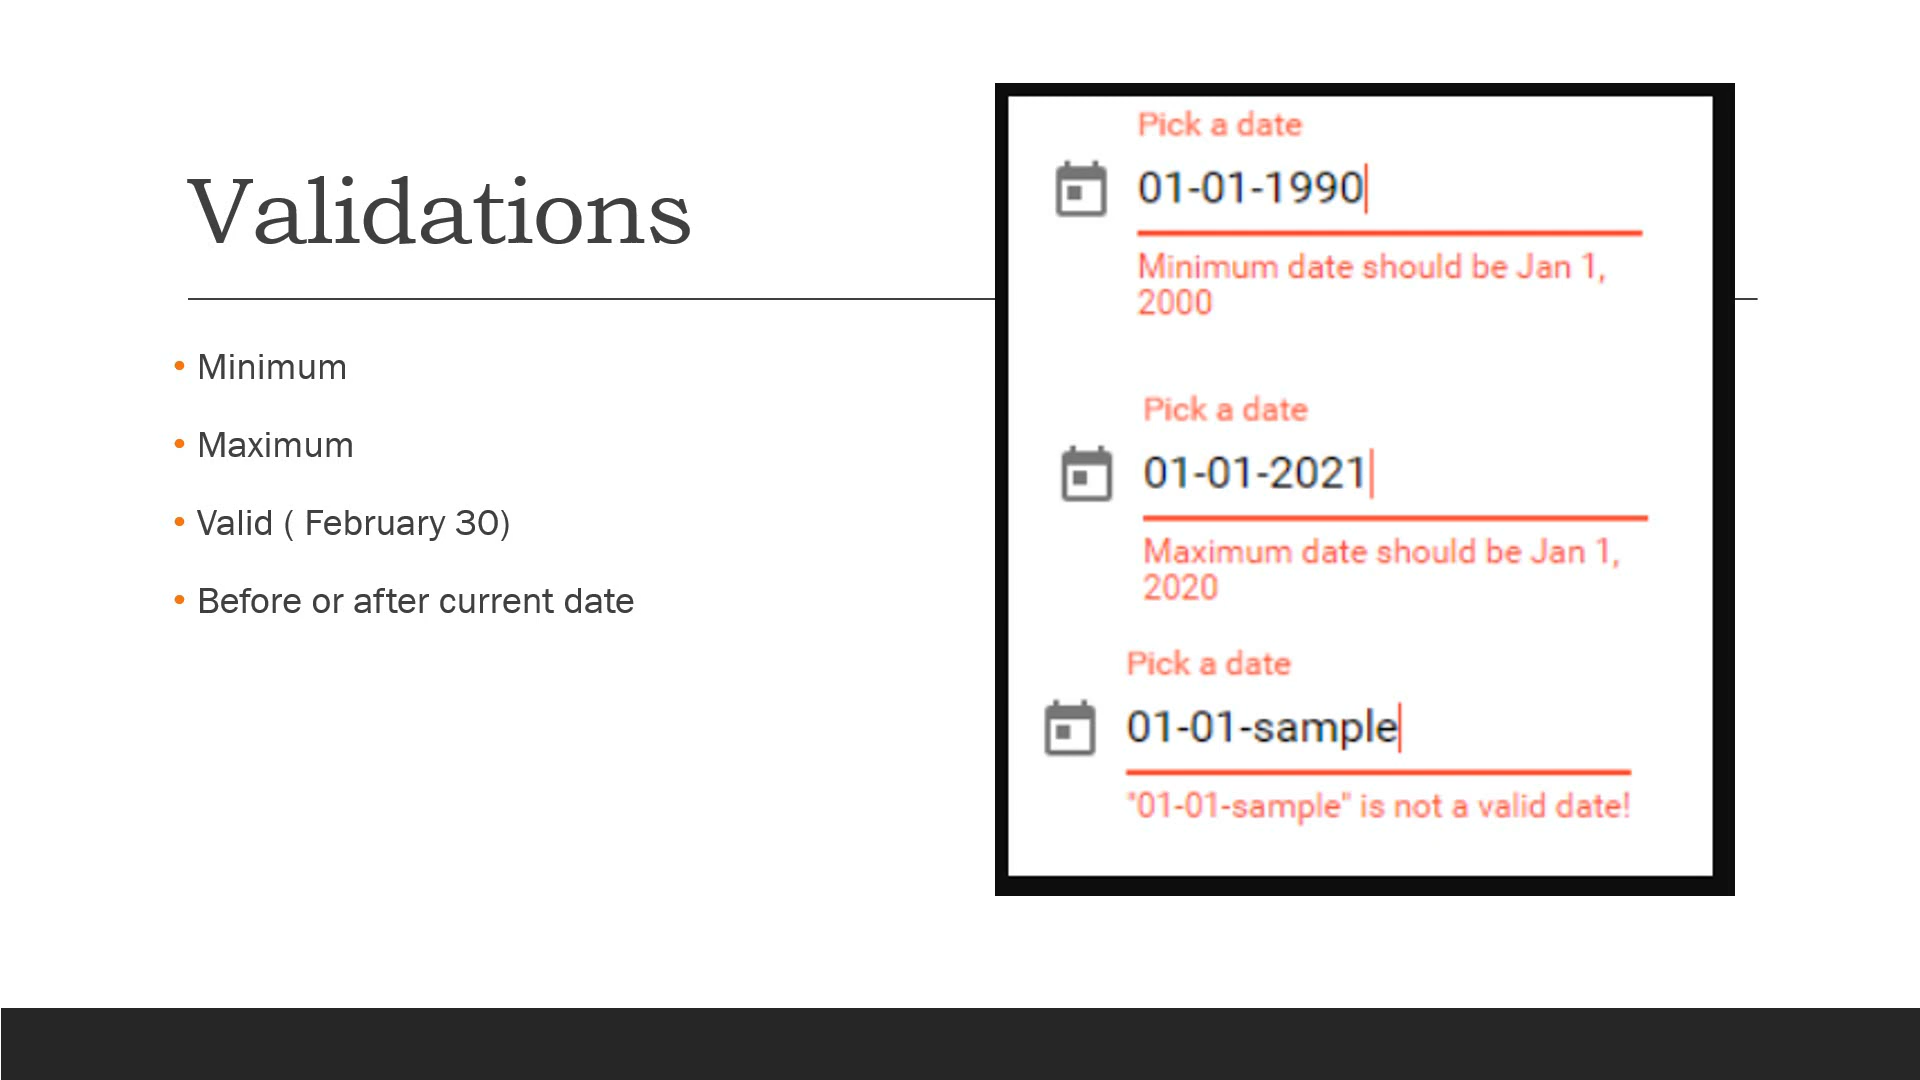 Validations
• Minimum
• Maximum
• Valid ( February 30)
• Before or after current date
Pick a date
01-01-1990
Minimum date should be Jan 1,
2000
Pick a date
01-01-2021
Maximum date should be Jan 1,
2020
Pick a date
01-01-sample
"01-01-sample" is not a valid date!